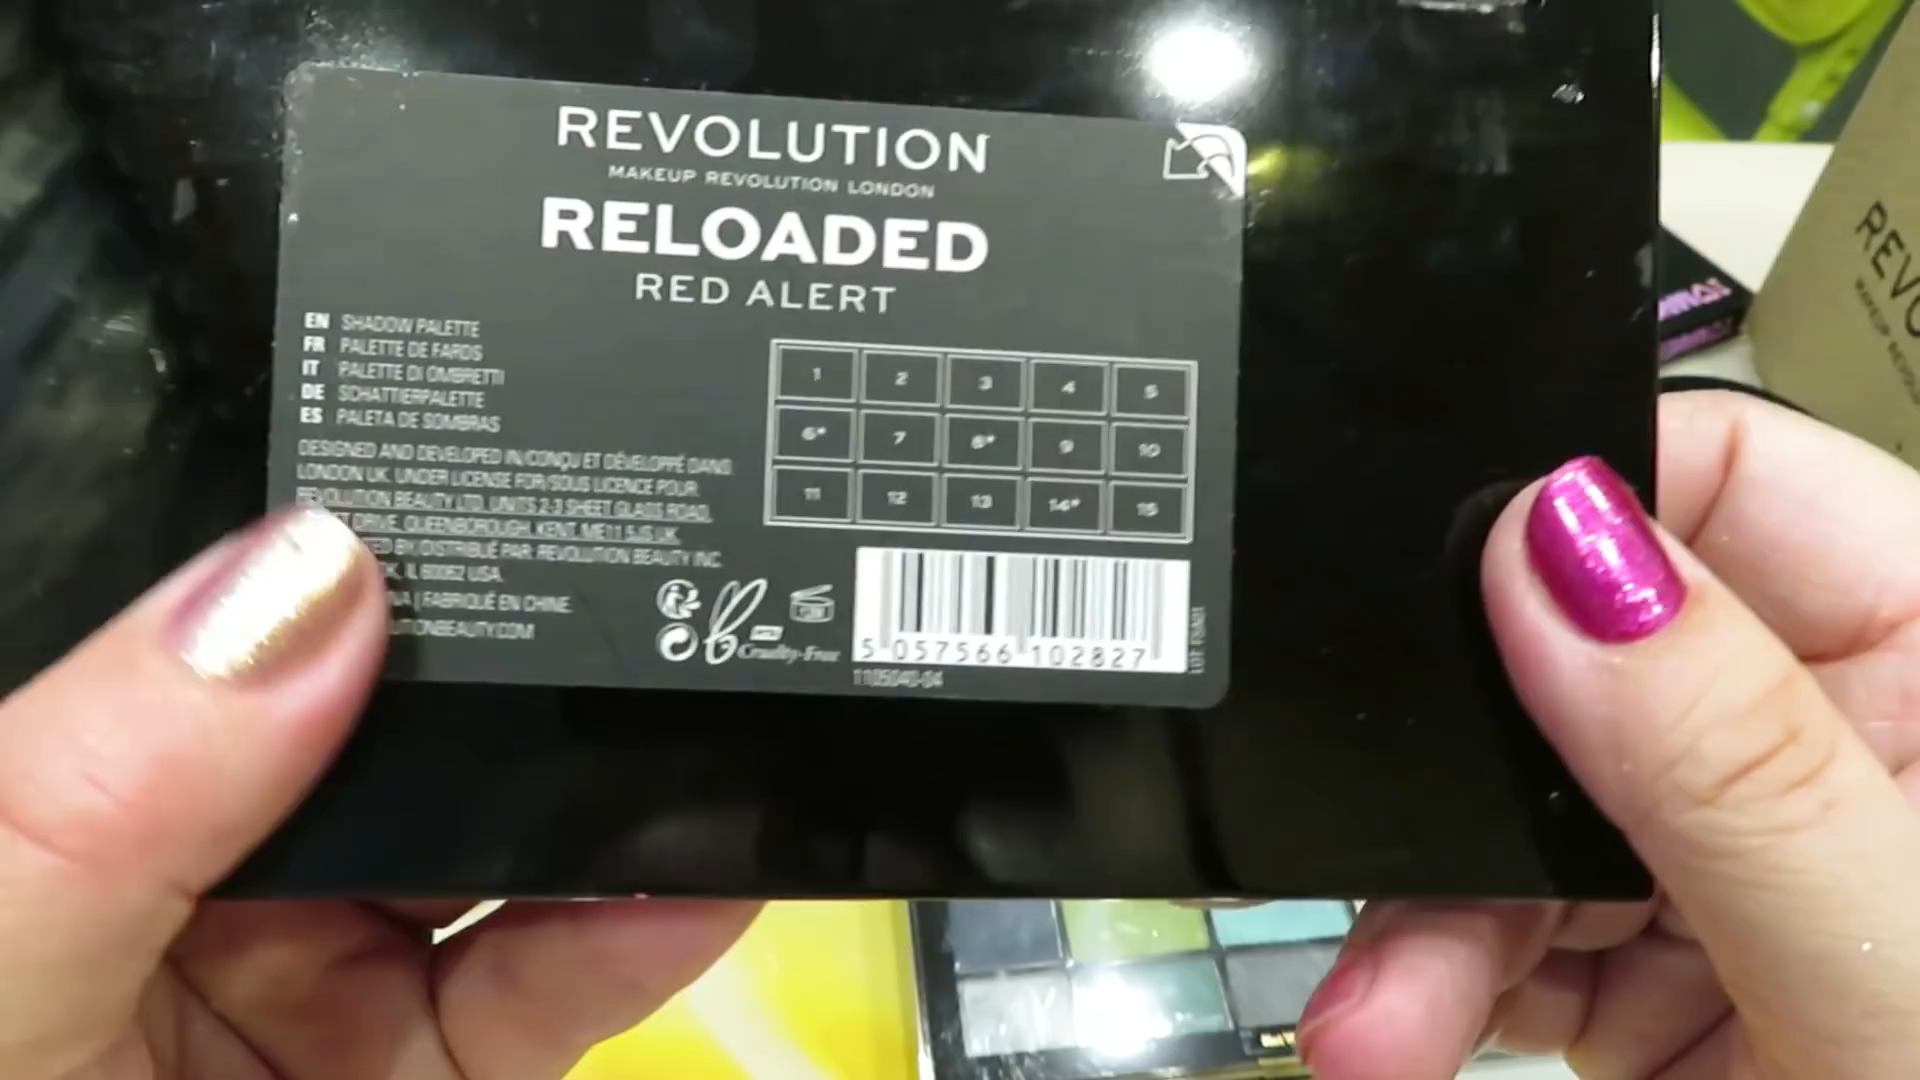 REVOLUTION
MAKEUP REVOLUTION LONDON
RELOADED
RED ALERT
EN SHADOW PALETTE
FR PALETTE DE FARDS
IT PALETTE DI OMBRETTI
DE SCHATTIERPALETTE
ES PALETA DE SOMBRAS
DESIGNED AND DEVELOPED IN/CONÇU ET DÉVELOPPÉ DANS
LONDON UK. UNDER LICENSE FOR/SOUS LICENCE POUR
REVOLUTION BEAUTY LTD, UNITS 2-3 SHEET GLASS ROAD,
DRIVE, QUEENBOROUGH, KENT, ME11 5JS UK.
BY/DISTRIBUÉ PAR: REVOLUTION BEAUTY INC.
IL 60062 USA.
| FABRIQUÉ EN CHINE.
1 2 3 4 5
6* 7 8* 9 10
11 12 13 14* 15
Cruelty-Free
5 057566 102827
1105040-04
REVO